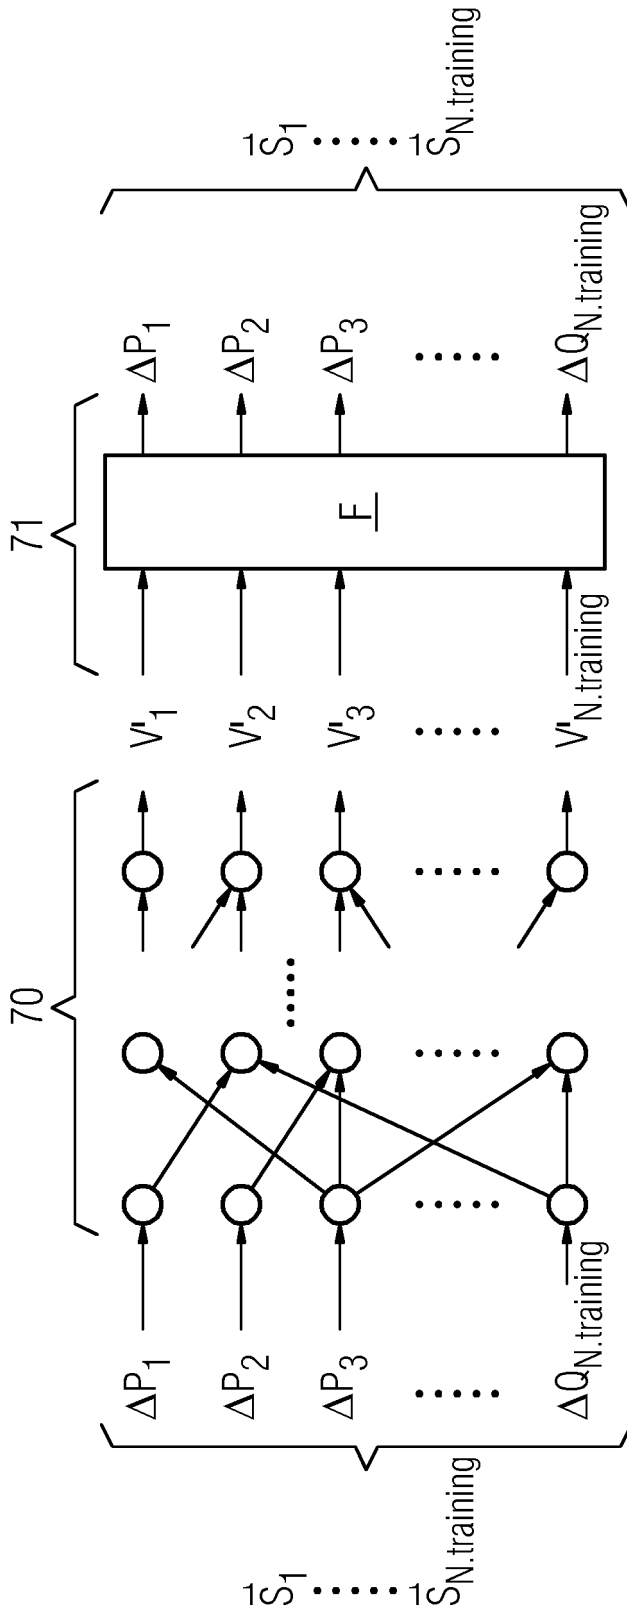 1S1 ..... 1SN.training
ΔP1
ΔP2
ΔP3
.....
ΔQN.training
70
......
.....
.....
.....
V'1
V'2
V'3
.....
V'N.training
71
F
ΔP1
ΔP2
ΔP3
.....
ΔQN.training
1S1 ..... 1SN.training